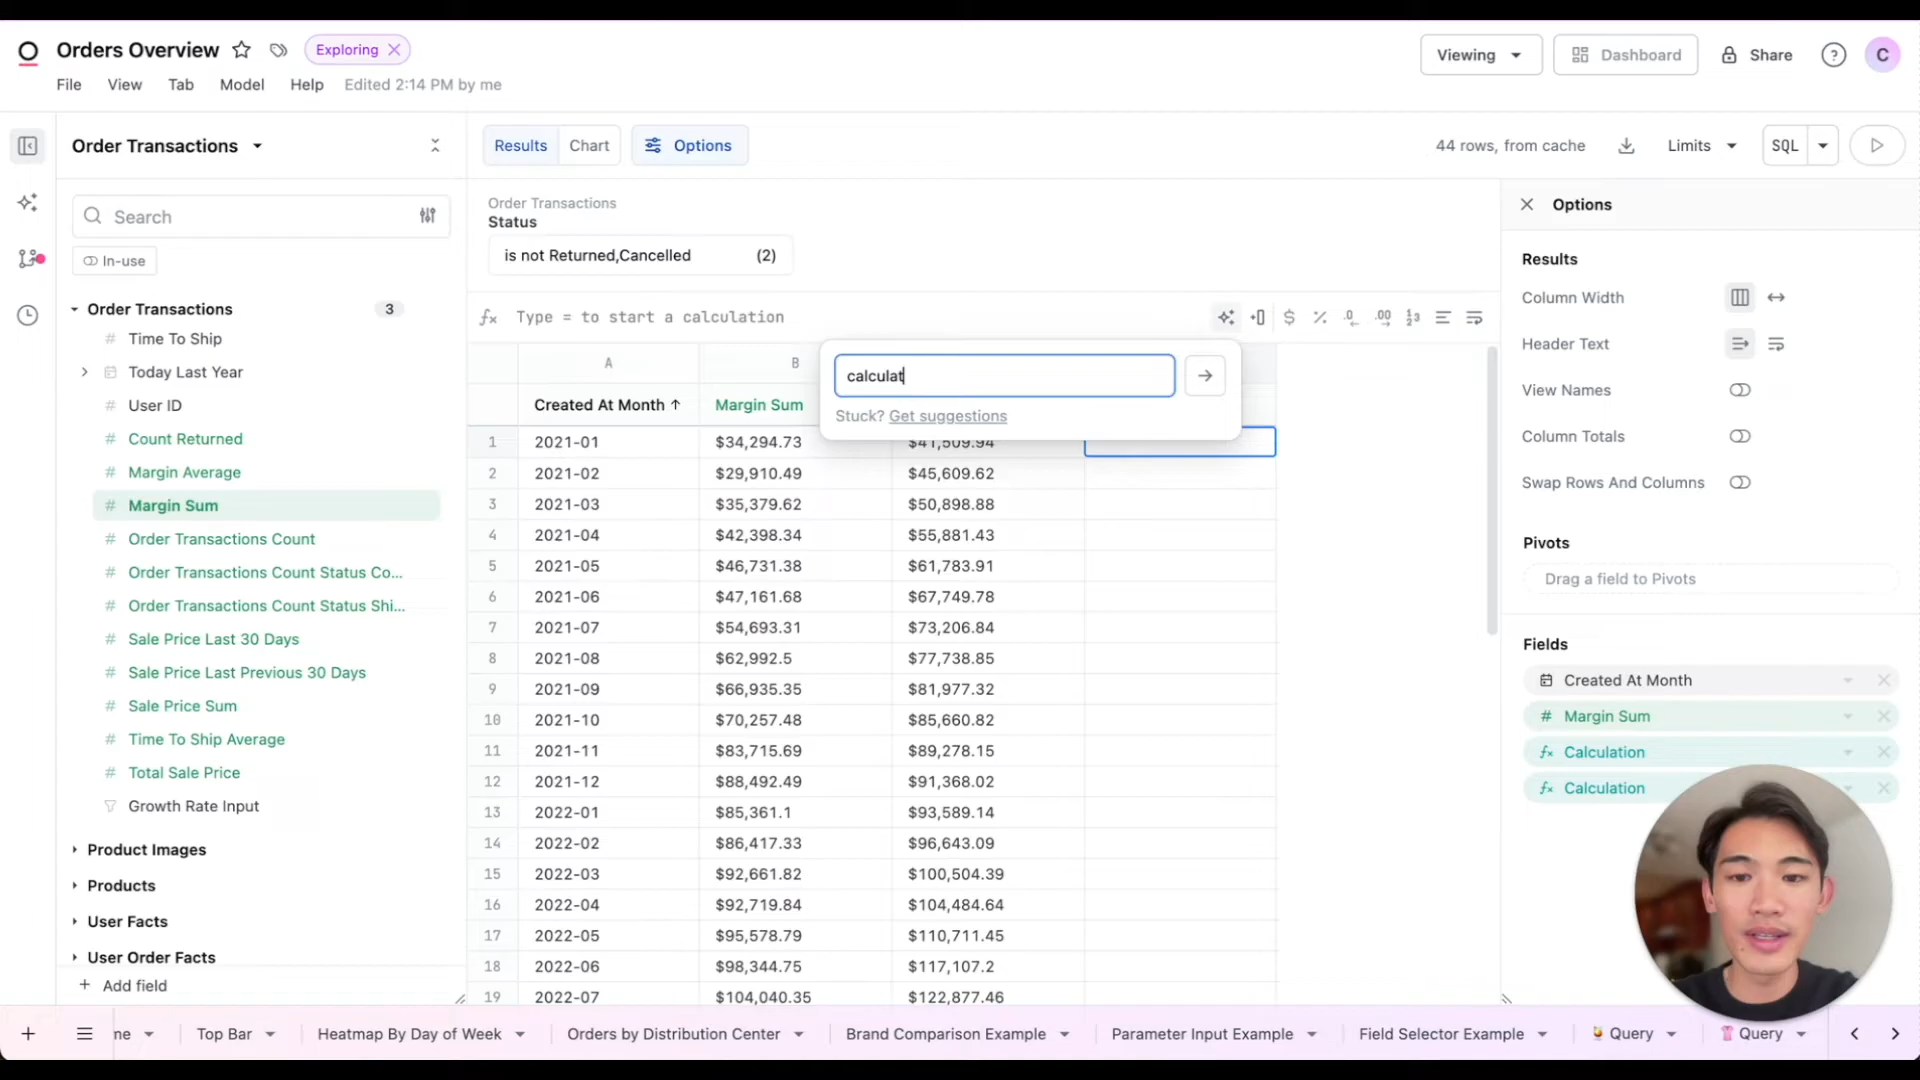 Orders Overview
Exploring
Viewing
Dashboard
Share
C
File View Tab Model Help Edited 2:14 PM by me
Order Transactions
Results Chart Options
44 rows, from cache
Limits
SQL
Search
In-use
Order Transactions
Status
is not Returned,Cancelled (2)
Options
Results
Column Width
Header Text
View Names
Column Totals
Swap Rows And Columns
Pivots
Drag a field to Pivots
Fields
Created At Month
Margin Sum
Calculation
Calculation
Order Transactions 3
Time To Ship
Today Last Year
User ID
Count Returned
Margin Average
Margin Sum
Order Transactions Count
Order Transactions Count Status Co...
Order Transactions Count Status Shi...
Sale Price Last 30 Days
Sale Price Last Previous 30 Days
Sale Price Sum
Time To Ship Average
Total Sale Price
Growth Rate Input
Product Images
Products
User Facts
User Order Facts
Add field
fx Type = to start a calculation
calculat
Stuck? Get suggestions
A B
Created At Month ↑ Margin Sum
1 2021-01 $34,294.73 $41,509.94
2 2021-02 $29,910.49 $45,609.62
3 2021-03 $35,379.62 $50,898.88
4 2021-04 $42,398.34 $55,881.43
5 2021-05 $46,731.38 $61,783.91
6 2021-06 $47,161.68 $67,749.78
7 2021-07 $54,693.31 $73,206.84
8 2021-08 $62,992.5 $77,738.85
9 2021-09 $66,935.35 $81,977.32
10 2021-10 $70,257.48 $85,660.82
11 2021-11 $83,715.69 $89,278.15
12 2021-12 $88,492.49 $91,368.02
13 2022-01 $85,361.1 $93,589.14
14 2022-02 $86,417.33 $96,643.09
15 2022-03 $92,661.82 $100,504.39
16 2022-04 $92,719.84 $104,484.64
17 2022-05 $95,578.79 $110,711.45
18 2022-06 $98,344.75 $117,107.2
19 2022-07 $104,040.35 $122,877.46
me
Top Bar
Heatmap By Day of Week
Orders by Distribution Center
Brand Comparison Example
Parameter Input Example
Field Selector Example
Query
Query